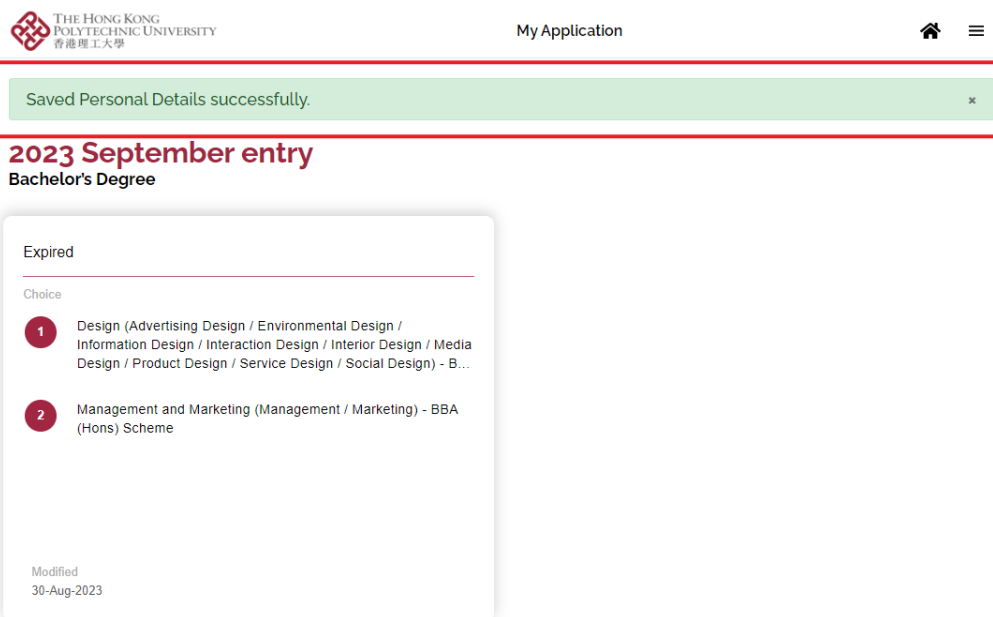 THE HONG KONG
POLYTECHNIC UNIVERSITY
香港理工大學
My Application
Saved Personal Details successfully.
×
2023 September entry
Bachelor's Degree
Expired
Choice
1
Design (Advertising Design / Environmental Design /
Information Design / Interaction Design / Interior Design / Media
Design / Product Design / Service Design / Social Design) - B...
2
Management and Marketing (Management / Marketing) - BBA
(Hons) Scheme
Modified
30-Aug-2023